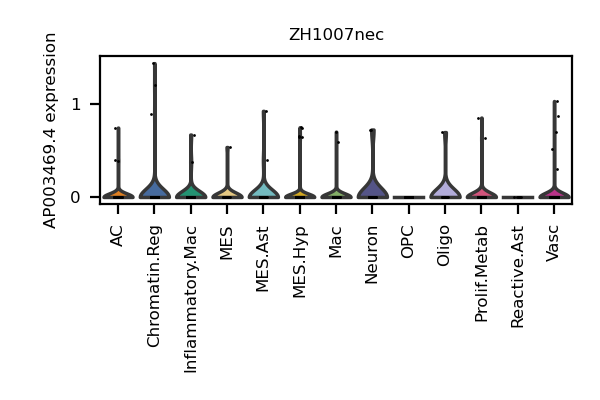 ZH1007nec
AP003469.4 expression
1
0
AC
Chromatin.Reg
Inflammatory.Mac
MES
MES.Ast
MES.Hyp
Mac
Neuron
OPC
Oligo
Prolif.Metab
Reactive.Ast
Vasc